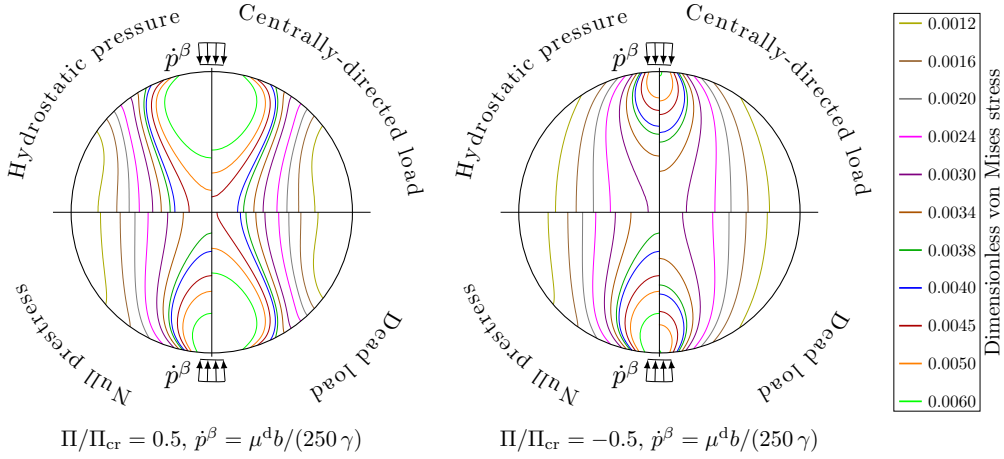 Hydrostatic pressure
Centrally-directed load
ṗ^β
ṗ^β
Null prestress
Dead load
Π/Π_cr = 0.5, ṗ^β = μ^d b/(250 γ)
Hydrostatic pressure
Centrally-directed load
ṗ^β
ṗ^β
Null prestress
Dead load
Π/Π_cr = −0.5, ṗ^β = μ^d b/(250 γ)
0.0012
0.0016
0.0020
0.0024
0.0030
0.0034
0.0038
0.0040
0.0045
0.0050
0.0060
Dimensionless von Mises stress